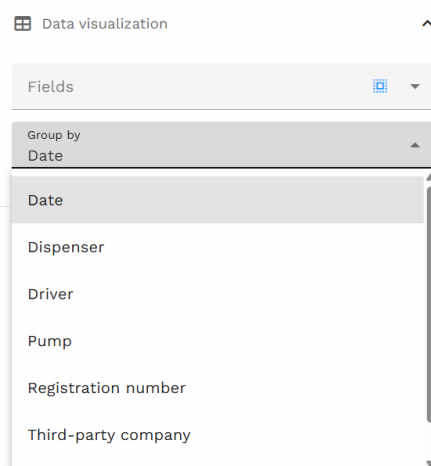 Data visualization
Fields
Group by
Date
Date
Dispenser
Driver
Pump
Registration number
Third-party company